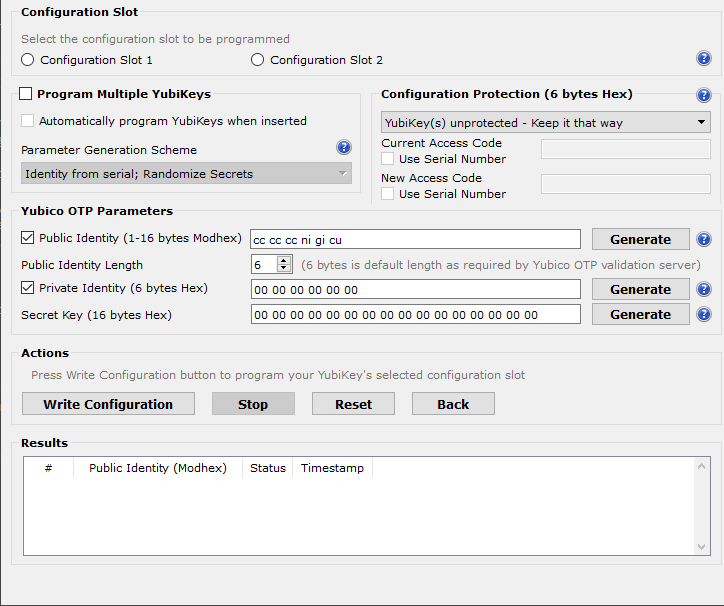 Configuration Slot
Select the configuration slot to be programmed
Configuration Slot 1
Configuration Slot 2
Program Multiple YubiKeys
Automatically program YubiKeys when inserted
Parameter Generation Scheme
Identity from serial; Randomize Secrets
Configuration Protection (6 bytes Hex)
YubiKey(s) unprotected - Keep it that way
Current Access Code
Use Serial Number
New Access Code
Use Serial Number
Yubico OTP Parameters
Public Identity (1-16 bytes Modhex) cc cc cc ni gi cu Generate
Public Identity Length 6 (6 bytes is default length as required by Yubico OTP validation server)
Private Identity (6 bytes Hex) 00 00 00 00 00 00 Generate
Secret Key (16 bytes Hex) 00 00 00 00 00 00 00 00 00 00 00 00 00 00 00 00 Generate
Actions
Press Write Configuration button to program your YubiKey's selected configuration slot
Write Configuration Stop Reset Back
Results
# Public Identity (Modhex) Status Timestamp